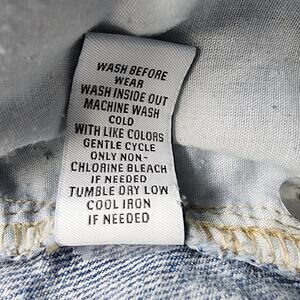 WASH BEFORE
WEAR
WASH INSIDE OUT
MACHINE WASH
COLD
WITH LIKE COLORS
GENTLE CYCLE
ONLY NON-
CHLORINE BLEACH
IF NEEDED
TUMBLE DRY LOW
COOL IRON
IF NEEDED